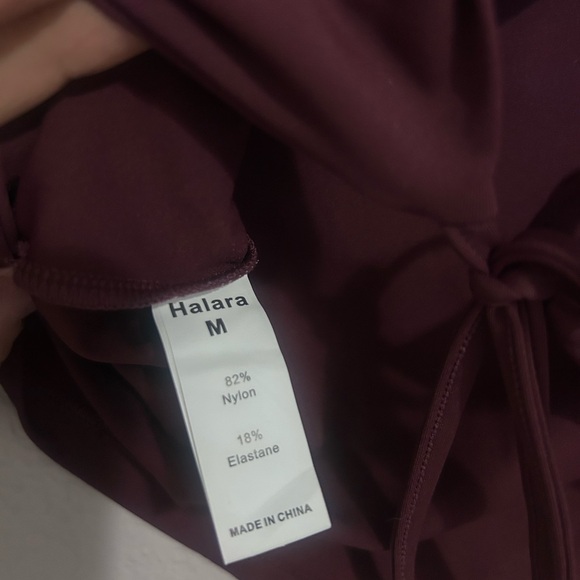 Halara
M
82%
Nylon
18%
Elastane
MADE IN CHINA